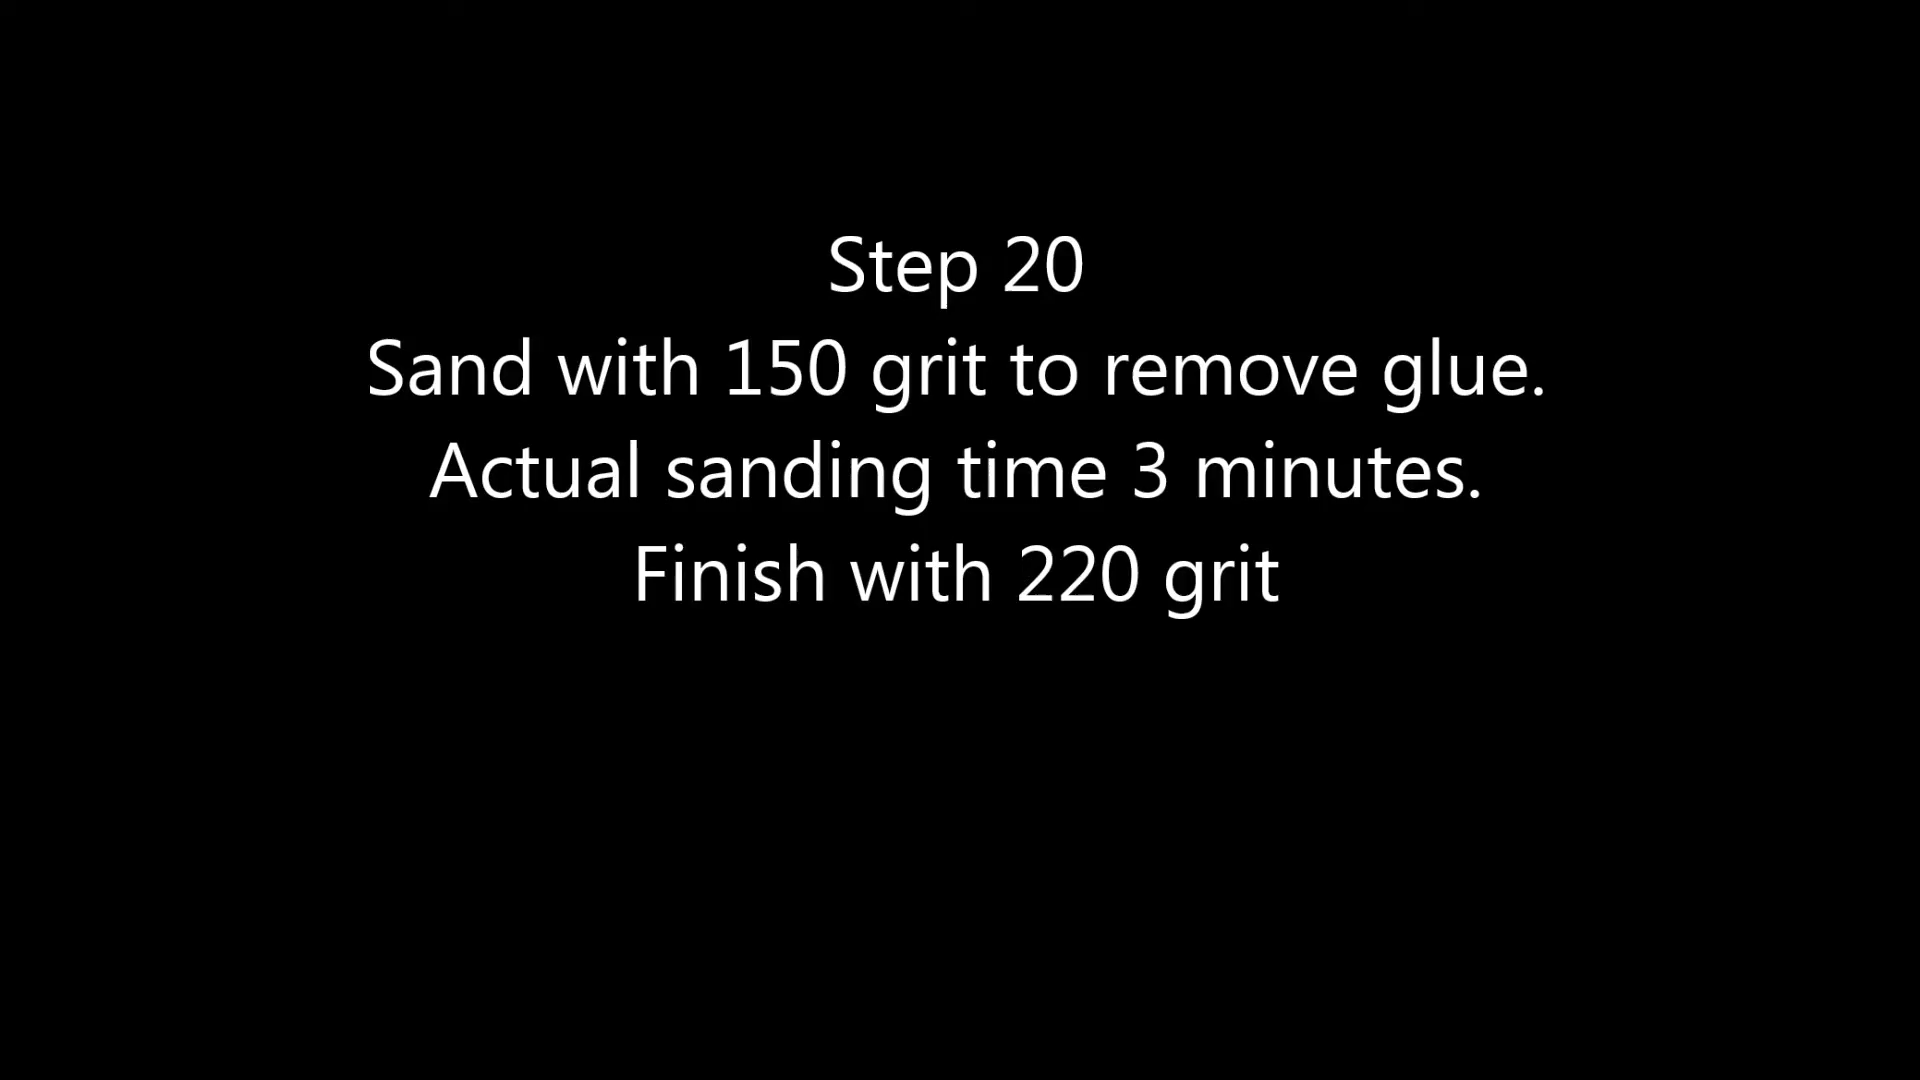 Step 20
Sand with 150 grit to remove glue.
Actual sanding time 3 minutes.
Finish with 220 grit